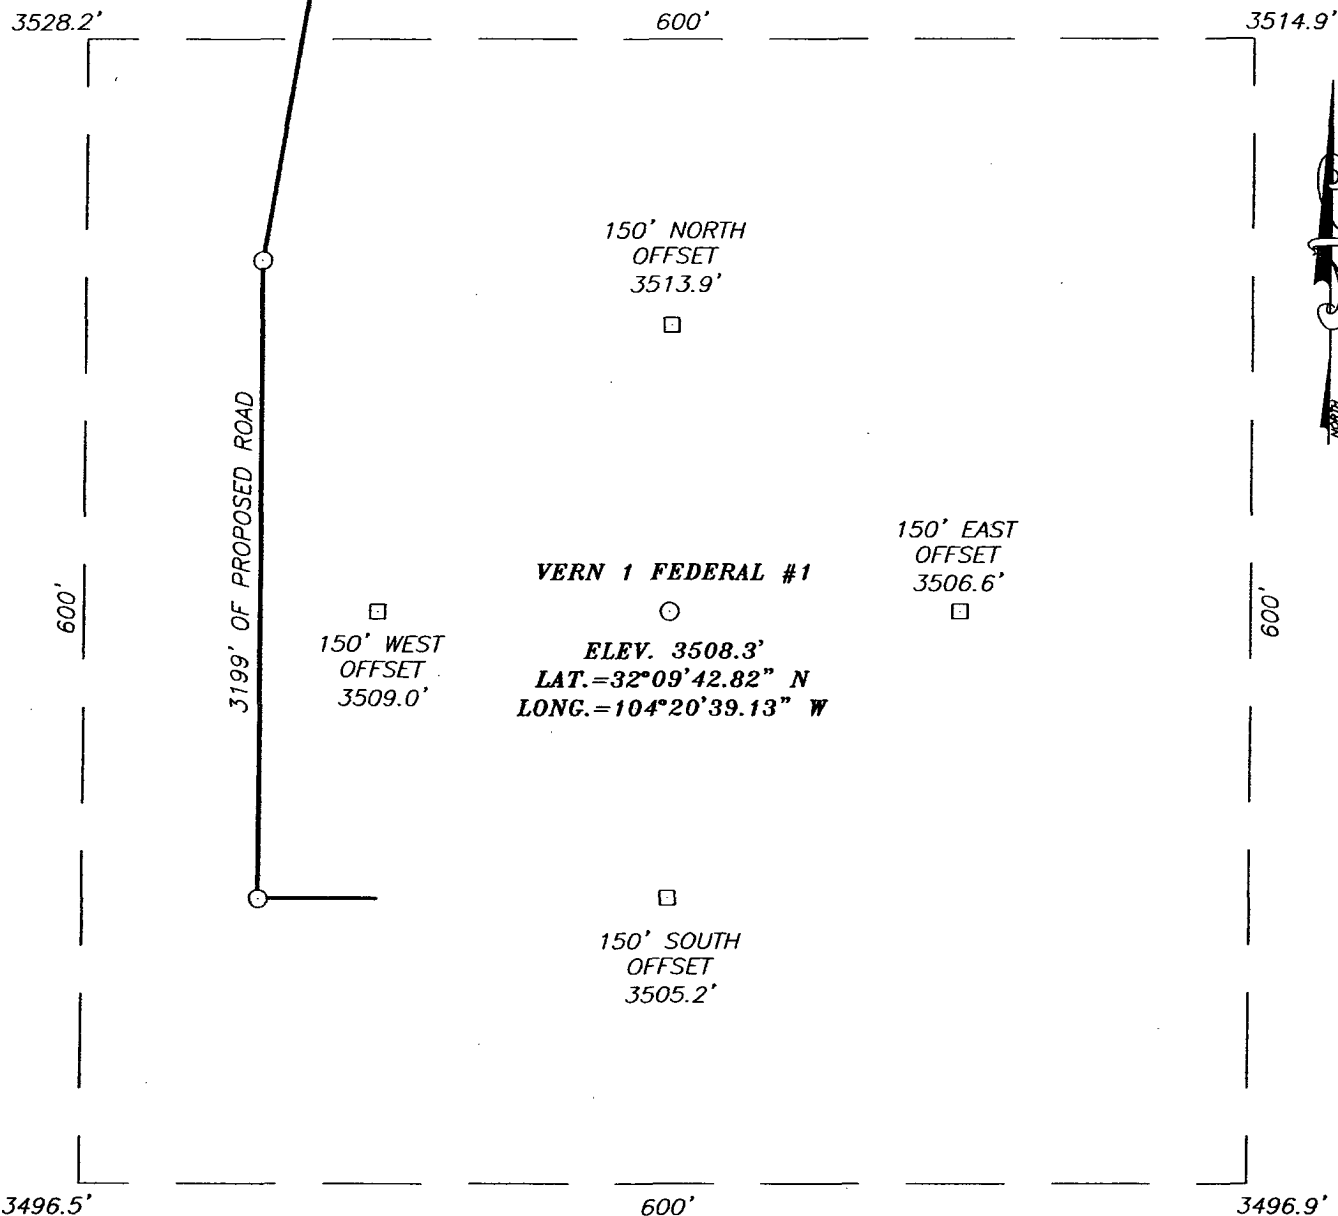 3528.2'
600'
3514.9'
150' NORTH
OFFSET
3513.9'
NORTH
3199' OF PROPOSED ROAD
150' EAST
OFFSET
3506.6'
VERN 1 FEDERAL #1
600'
600'
150' WEST
OFFSET
3509.0'
ELEV. 3508.3'
LAT.=32°09'42.82" N
LONG.=104°20'39.13" W
150' SOUTH
OFFSET
3505.2'
3496.5'
600'
3496.9'